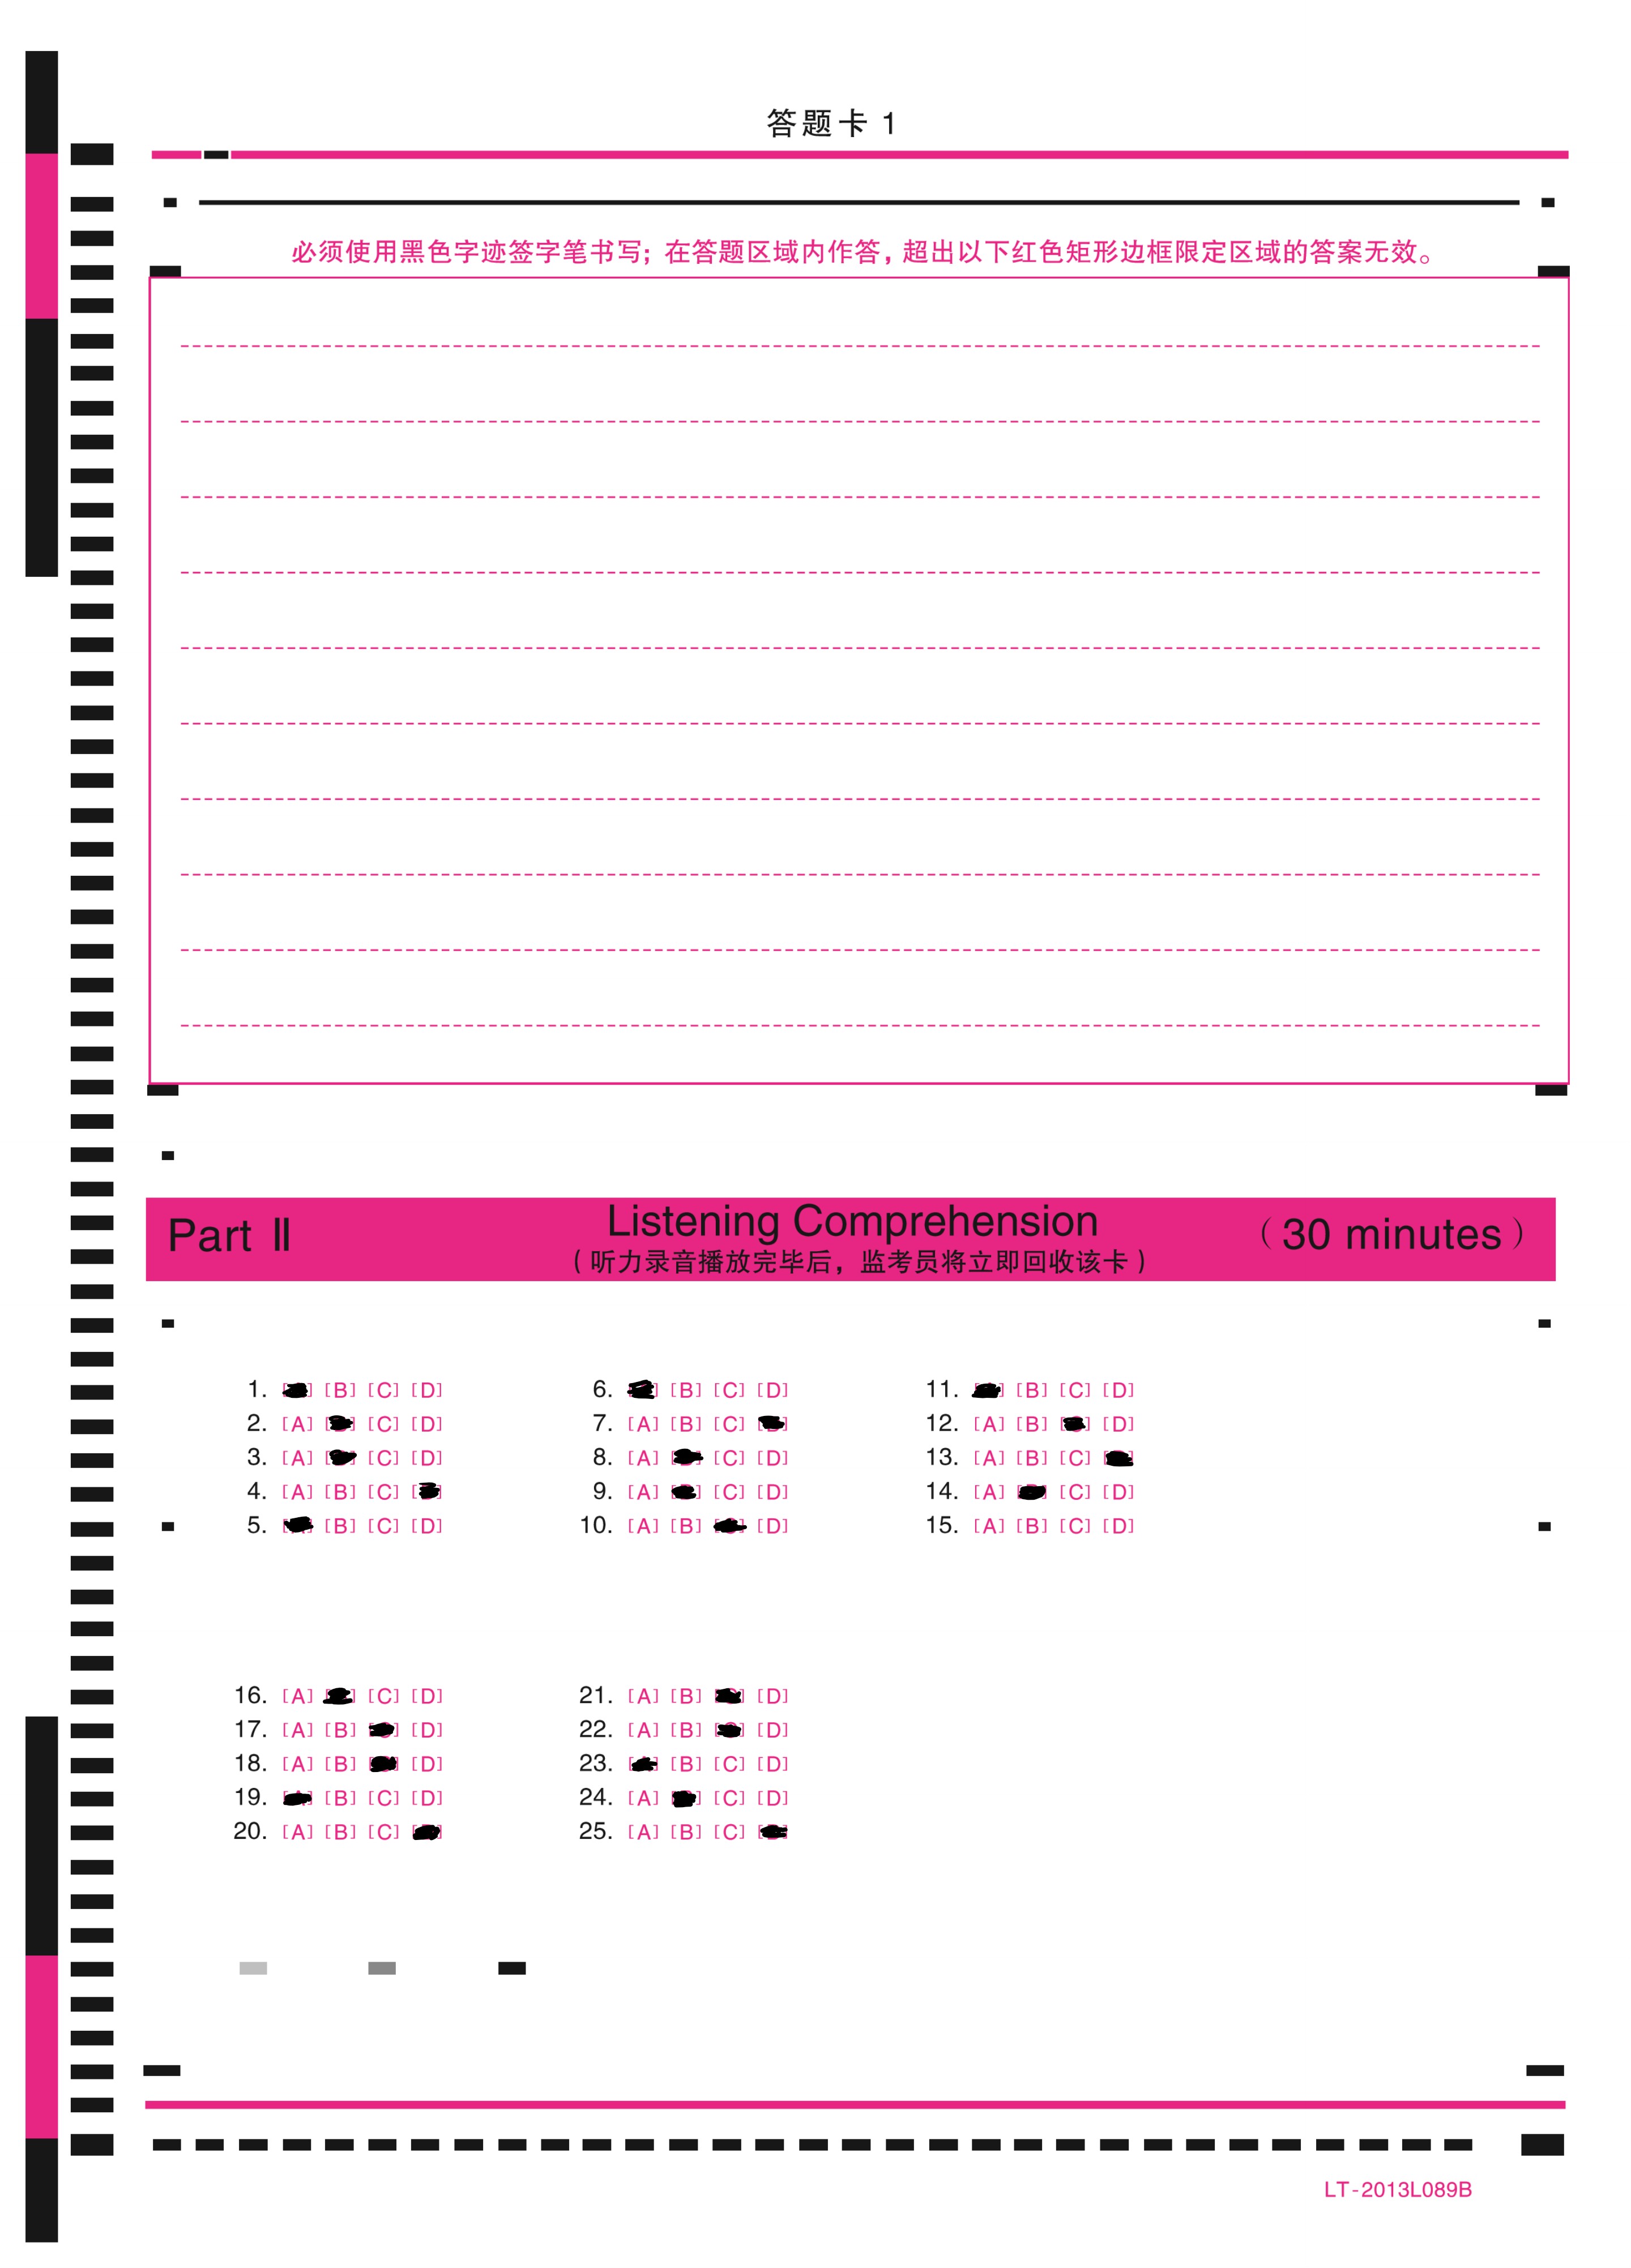 答题卡 1
必须使用黑色字迹签字笔书写；在答题区域内作答，超出以下红色矩形边框限定区域的答案无效。
Part Ⅱ Listening Comprehension （30 minutes）
（听力录音播放完毕后，监考员将立即回收该卡）
1. [B] [C] [D] 6. [B] [C] [D] 11. [B] [C] [D]
2. [A] [C] [D] 7. [A] [B] [C] 12. [A] [B] [D]
3. [A] [C] [D] 8. [A] [C] [D] 13. [A] [B] [C]
4. [A] [B] [C] 9. [A] [C] [D] 14. [A] [C] [D]
5. [B] [C] [D] 10. [A] [B] [D] 15. [A] [B] [C] [D]
16. [A] [C] [D] 21. [A] [B] [D]
17. [A] [B] [D] 22. [A] [B] [D]
18. [A] [B] [D] 23. [B] [C] [D]
19. [B] [C] [D] 24. [A] [C] [D]
20. [A] [B] [C] 25. [A] [B] [C]
LT-2013L089B